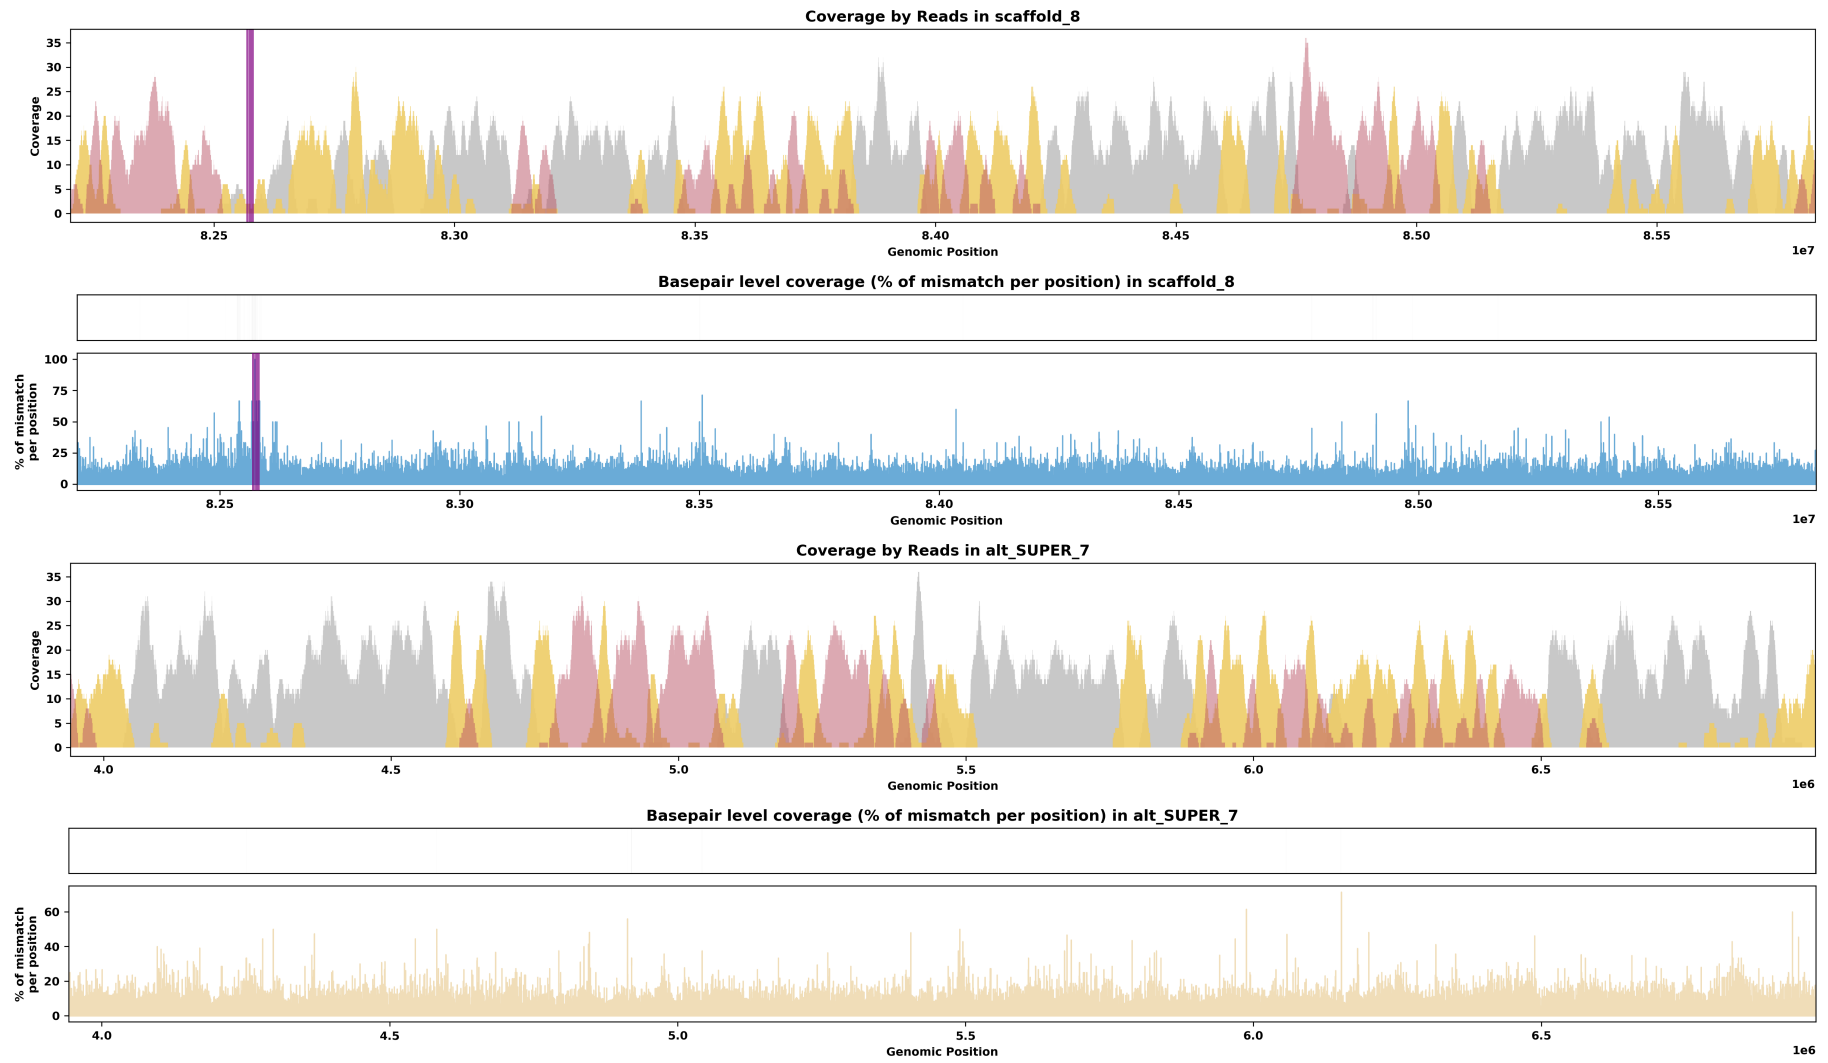 Coverage by Reads in scaffold_8
35
30
25
20
15
10
5
0
Coverage
8.25 8.30 8.35 8.40 8.45 8.50 8.55
Genomic Position
1e7
Basepair level coverage (% of mismatch per position) in scaffold_8
100
75
50
25
0
% of mismatch
per position
8.25 8.30 8.35 8.40 8.45 8.50 8.55
Genomic Position
1e7
Coverage by Reads in alt_SUPER_7
35
30
25
20
15
10
5
0
Coverage
4.0 4.5 5.0 5.5 6.0 6.5
Genomic Position
1e6
Basepair level coverage (% of mismatch per position) in alt_SUPER_7
60
40
20
0
% of mismatch
per position
4.0 4.5 5.0 5.5 6.0 6.5
Genomic Position
1e6